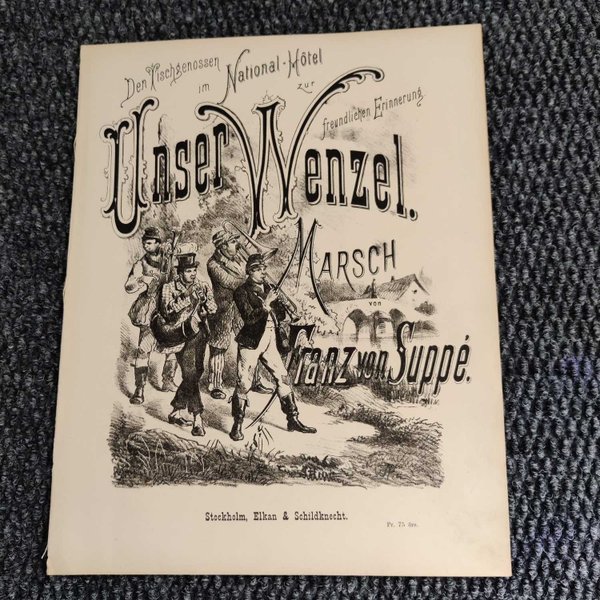 Den Tischgenossen im National-Hôtel zur freundlichen Erinnerung
Unser Wenzel.
MARSCH
von
Franz von Suppé.
Stockholm, Elkan & Schildknecht.
Pr. 75 öre.